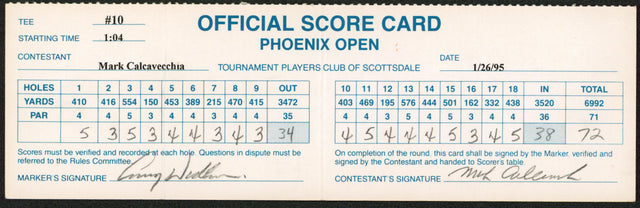 TEE #10
OFFICIAL SCORE CARD
STARTING TIME 1:04
PHOENIX OPEN
CONTESTANT Mark Calcavecchia
TOURNAMENT PLAYERS CLUB OF SCOTTSDALE
DATE 1/26/95
HOLES 1 2 3 4 5 6 7 8 9 OUT 10 11 12 13 14 15 16 17 18 IN TOTAL
YARDS 410 416 554 150 453 389 215 470 415 3472 403 469 195 576 444 501 162 332 438 3520 6992
PAR 4 4 5 3 4 4 3 4 4 35 4 4 3 5 4 5 3 4 4 36 71
5 3 5 3 4 4 3 4 3 34 4 5 4 4 4 5 3 4 5 38 72
Scores must be verified and recorded at each hole. Questions in dispute must be
referred to the Rules Committee.
On completion of the round, this card shall be signed by the Marker, verified and
signed by the Contestant and handed to Scorer's table.
MARKER'S SIGNATURE
CONTESTANT'S SIGNATURE Mark Calcavecchia